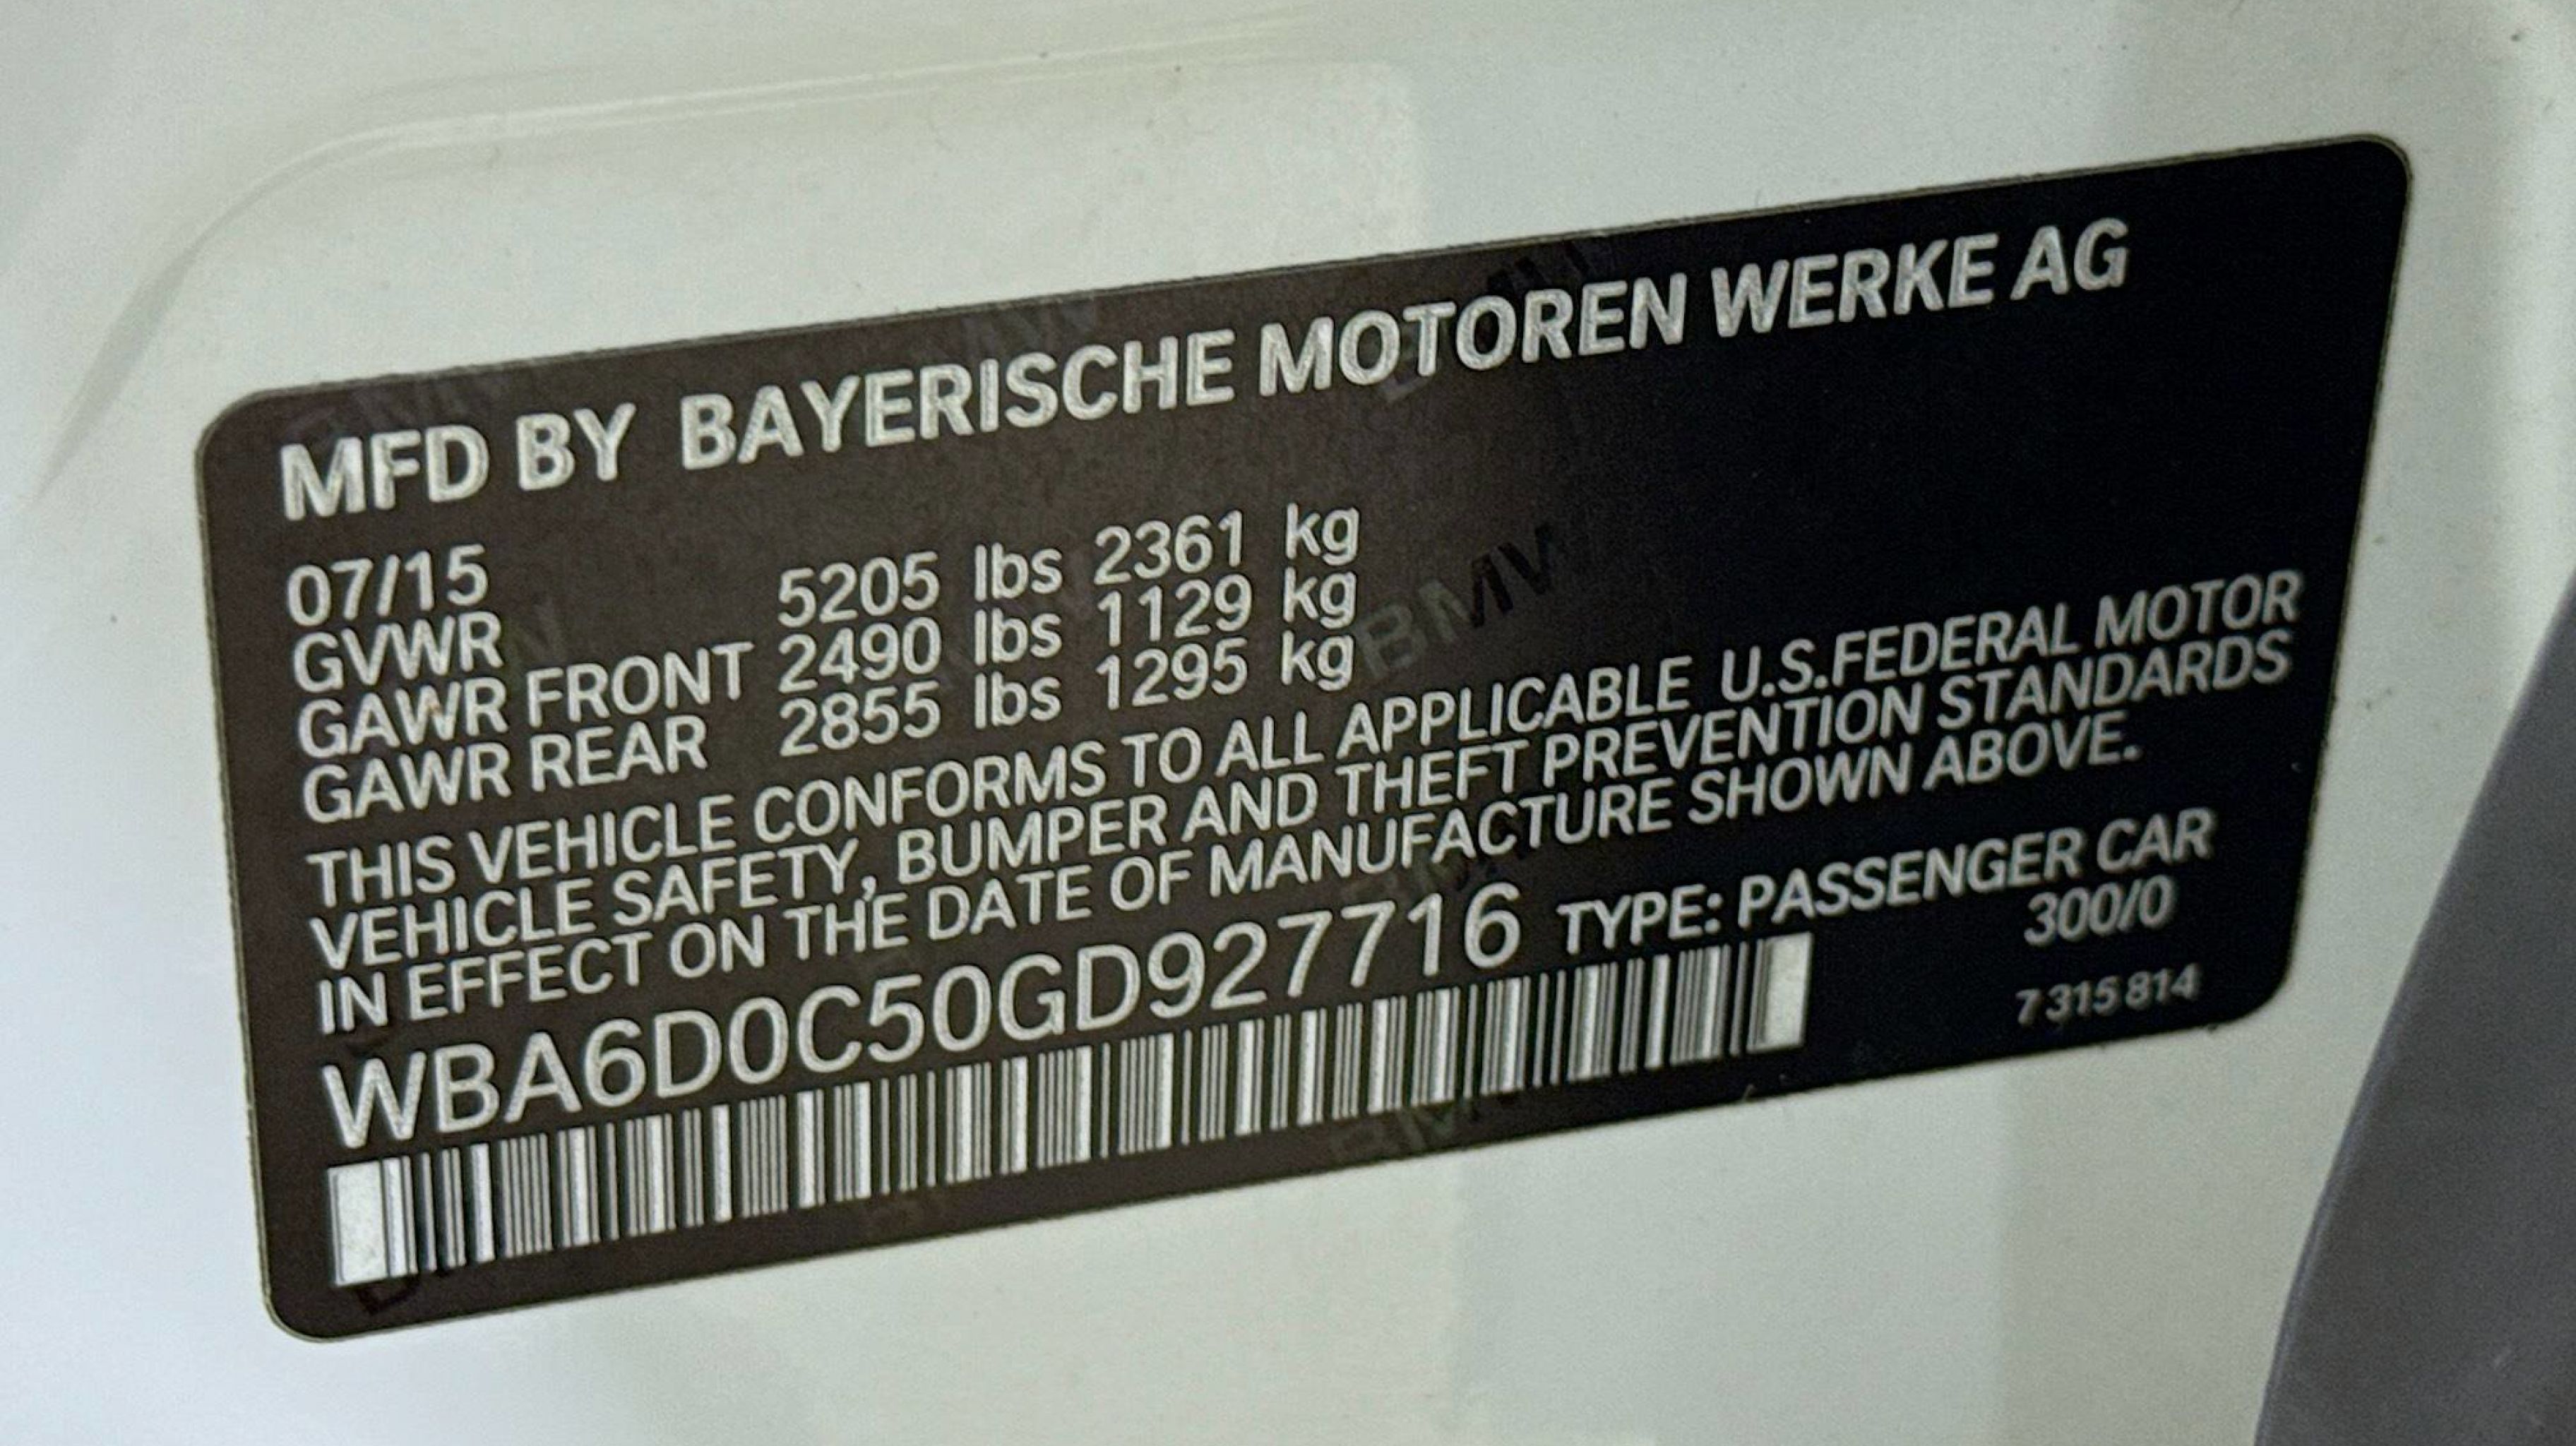 MFD BY BAYERISCHE MOTOREN WERKE AG
07/15
GVWR 5205 lbs 2361 kg
GAWR FRONT 2490 lbs 1129 kg
GAWR REAR 2855 lbs 1295 kg
THIS VEHICLE CONFORMS TO ALL APPLICABLE U.S.FEDERAL MOTOR
VEHICLE SAFETY, BUMPER AND THEFT PREVENTION STANDARDS
IN EFFECT ON THE DATE OF MANUFACTURE SHOWN ABOVE.
WBA6D0C50GD927716 TYPE: PASSENGER CAR
300/0
7 315 814
BMW